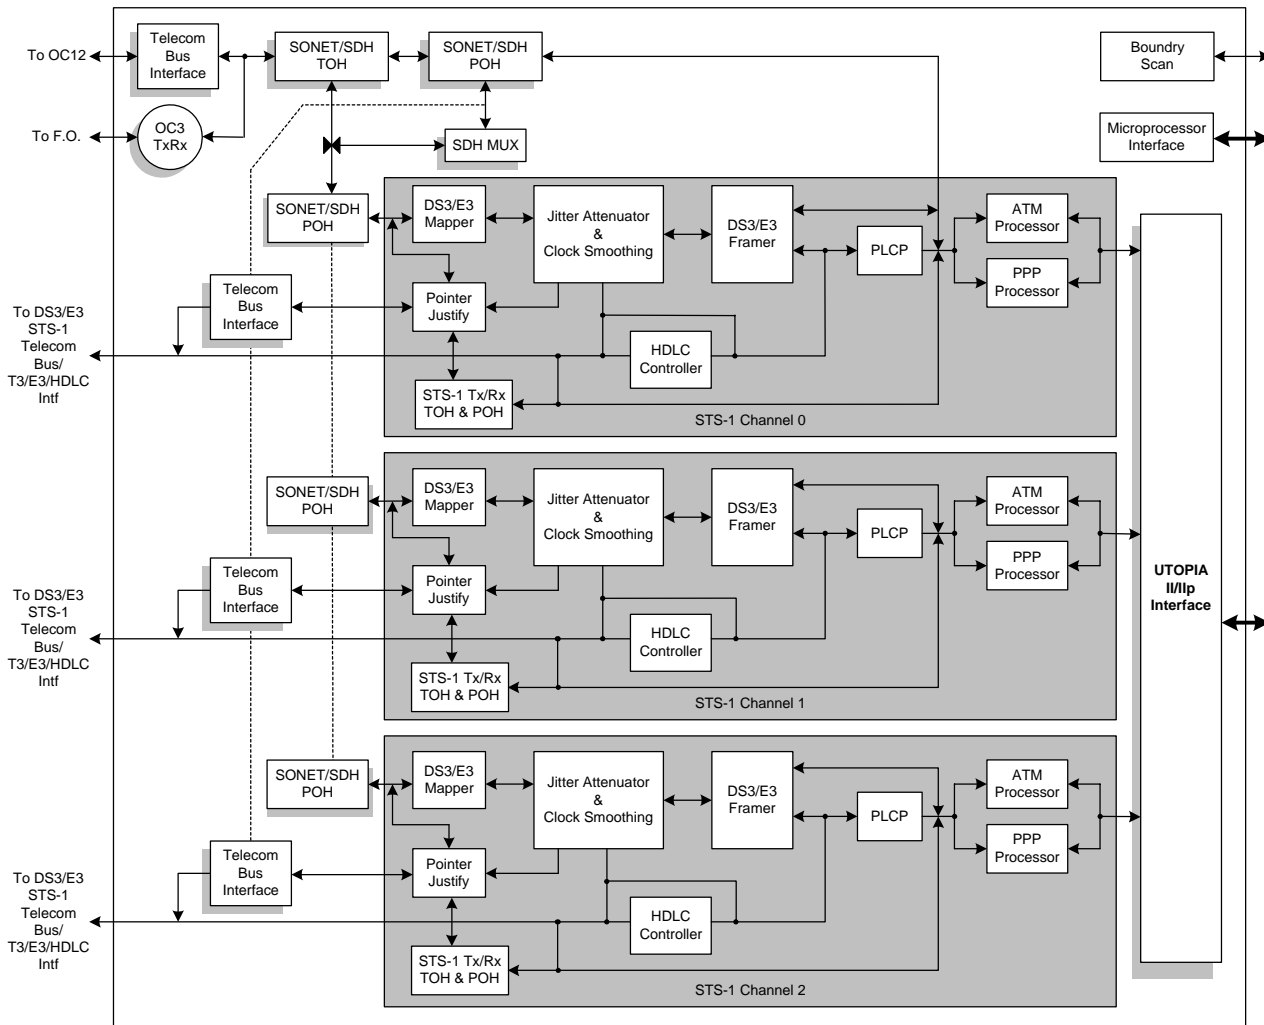 To OC12
Telecom
Bus
Interface
SONET/SDH
TOH
SONET/SDH
POH
Boundry
Scan
To F.O.
OC3
TxRx
SDH MUX
Microprocessor
Interface
SONET/SDH
POH
DS3/E3
Mapper
Jitter Attenuator
&
Clock Smoothing
DS3/E3
Framer
PLCP
ATM
Processor
PPP
Processor
Telecom
Bus
Interface
Pointer
Justify
To DS3/E3
STS-1
Telecom
Bus/
T3/E3/HDLC
Intf
HDLC
Controller
STS-1 Tx/Rx
TOH & POH
STS-1 Channel 0
SONET/SDH
POH
DS3/E3
Mapper
Jitter Attenuator
&
Clock Smoothing
DS3/E3
Framer
PLCP
ATM
Processor
PPP
Processor
Telecom
Bus
Interface
Pointer
Justify
To DS3/E3
STS-1
Telecom
Bus/
T3/E3/HDLC
Intf
HDLC
Controller
STS-1 Tx/Rx
TOH & POH
STS-1 Channel 1
UTOPIA
II/IIp
Interface
SONET/SDH
POH
DS3/E3
Mapper
Jitter Attenuator
&
Clock Smoothing
DS3/E3
Framer
PLCP
ATM
Processor
PPP
Processor
Telecom
Bus
Interface
Pointer
Justify
To DS3/E3
STS-1
Telecom
Bus/
T3/E3/HDLC
Intf
HDLC
Controller
STS-1 Tx/Rx
TOH & POH
STS-1 Channel 2